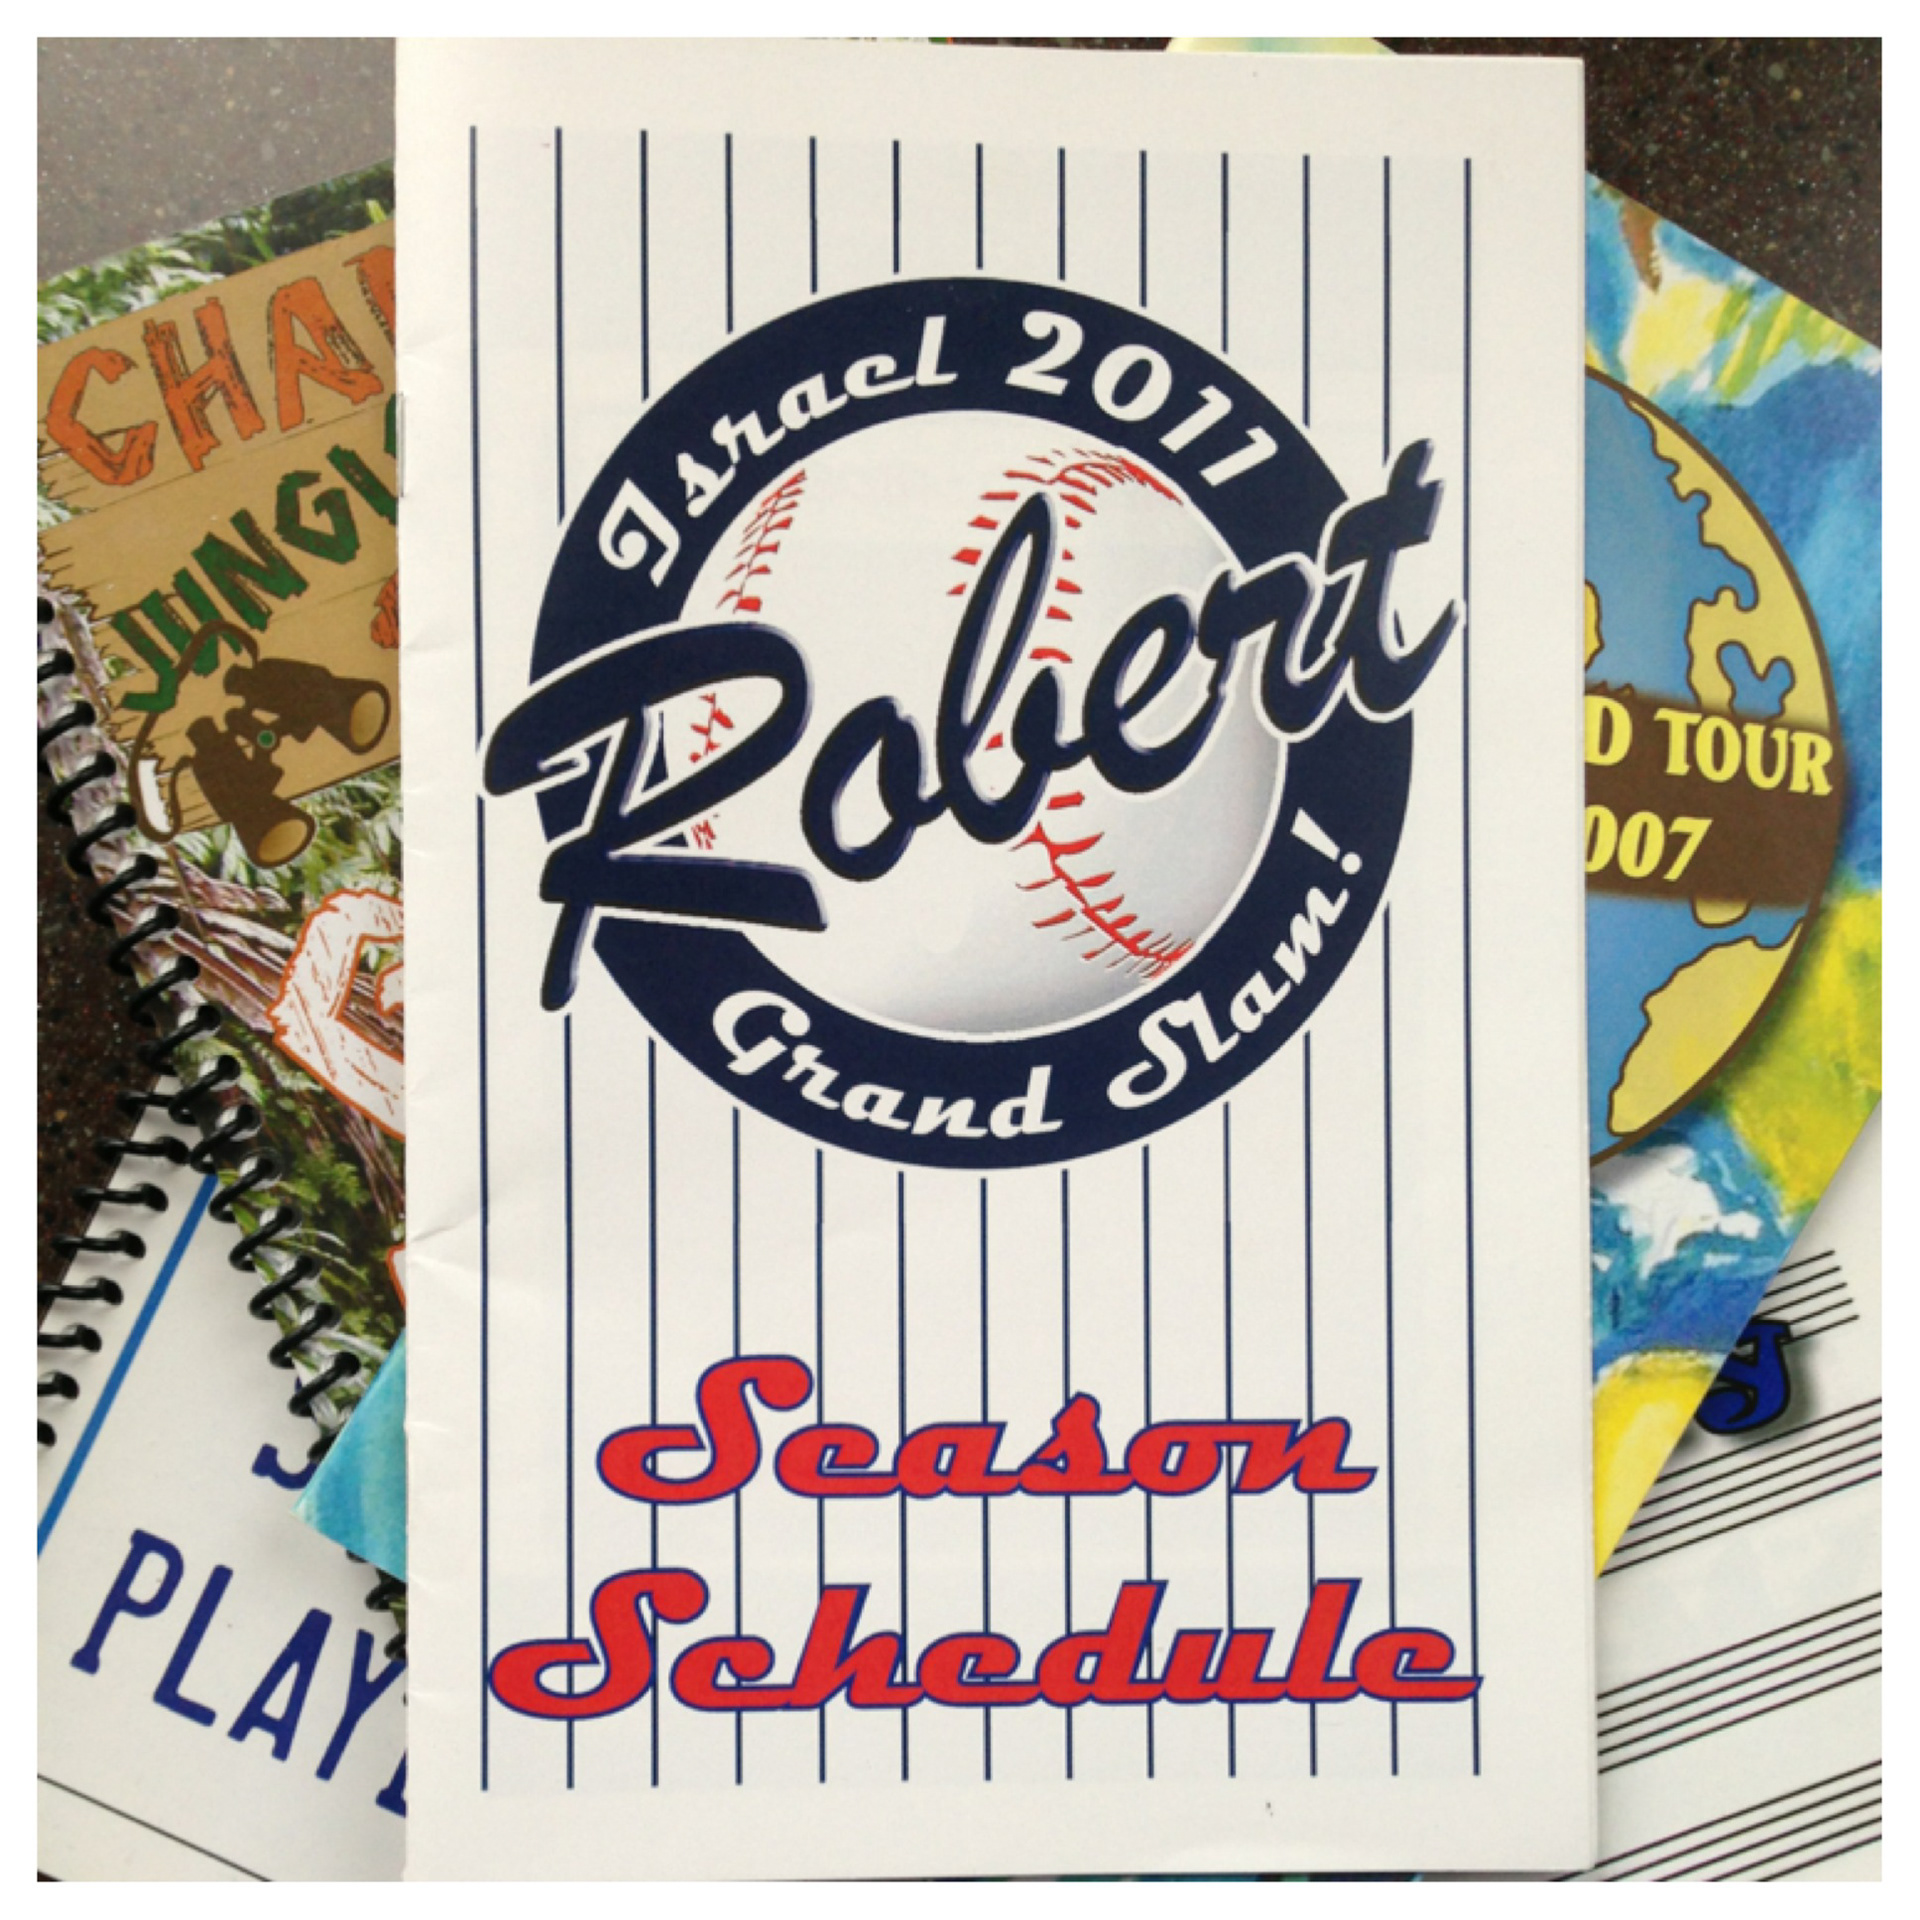 Israel 2011
Robert
Grand Slam!
Season
Schedule
CHA
JUNGL
D TOUR
007
PLAY
y